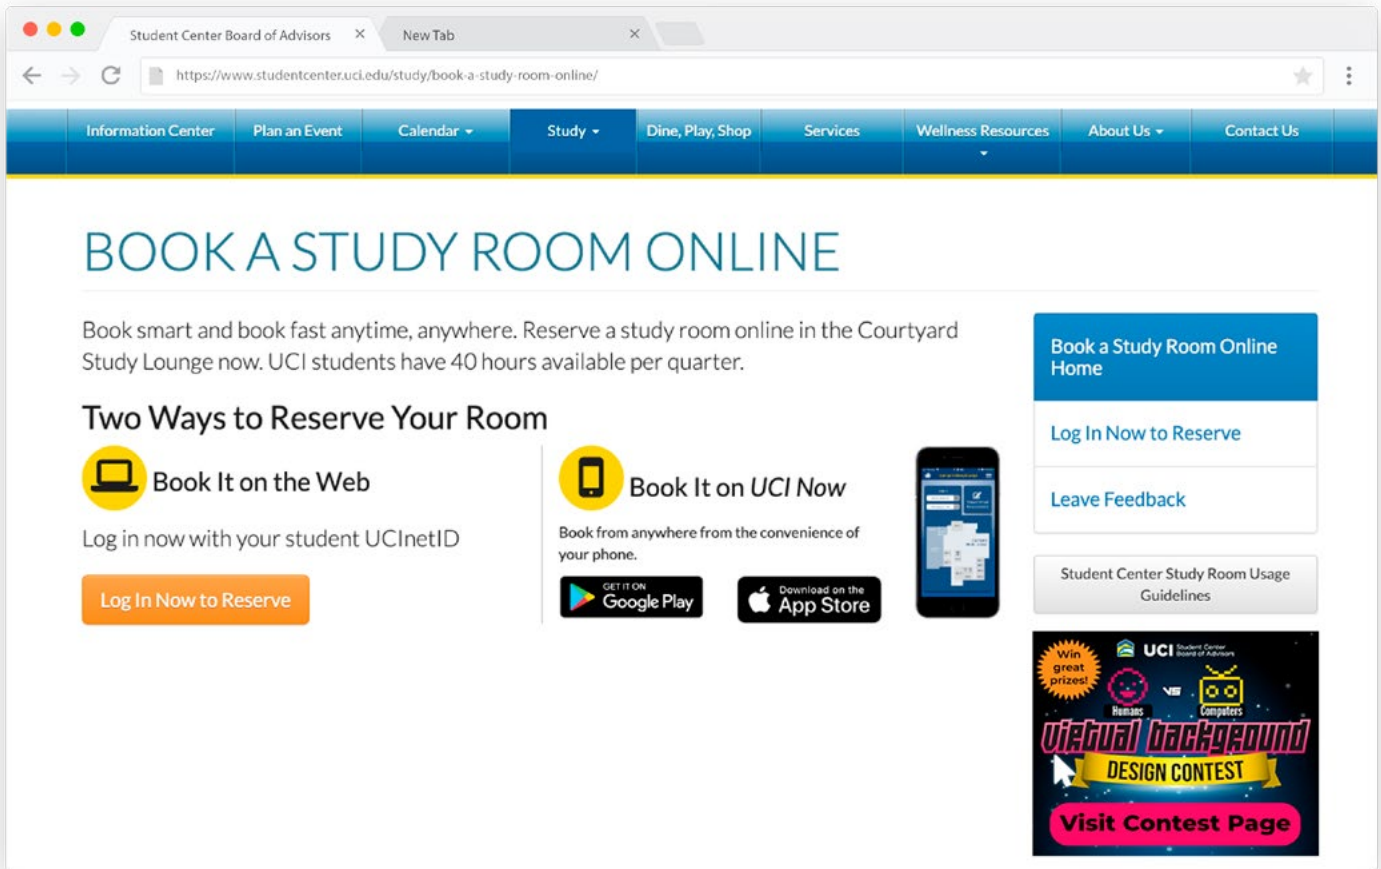 Student Center Board of Advisors
New Tab
https://www.studentcenter.uci.edu/study/book-a-study-room-online/
Information Center
Plan an Event
Calendar
Study
Dine, Play, Shop
Services
Wellness Resources
About Us
Contact Us
BOOK A STUDY ROOM ONLINE
Book smart and book fast anytime, anywhere. Reserve a study room online in the Courtyard
Study Lounge now. UCI students have 40 hours available per quarter.
Two Ways to Reserve Your Room
Book It on the Web
Log in now with your student UCInetID
Log In Now to Reserve
Book It on UCI Now
Book from anywhere from the convenience of
your phone.
GET IT ON
Google Play
Download on the
App Store
Book a Study Room Online
Home
Log In Now to Reserve
Leave Feedback
Student Center Study Room Usage
Guidelines
Win
great
prizes!
UCI Student Center
Board of Advisors
Humans
vs
Computers
virtual background
DESIGN CONTEST
Visit Contest Page